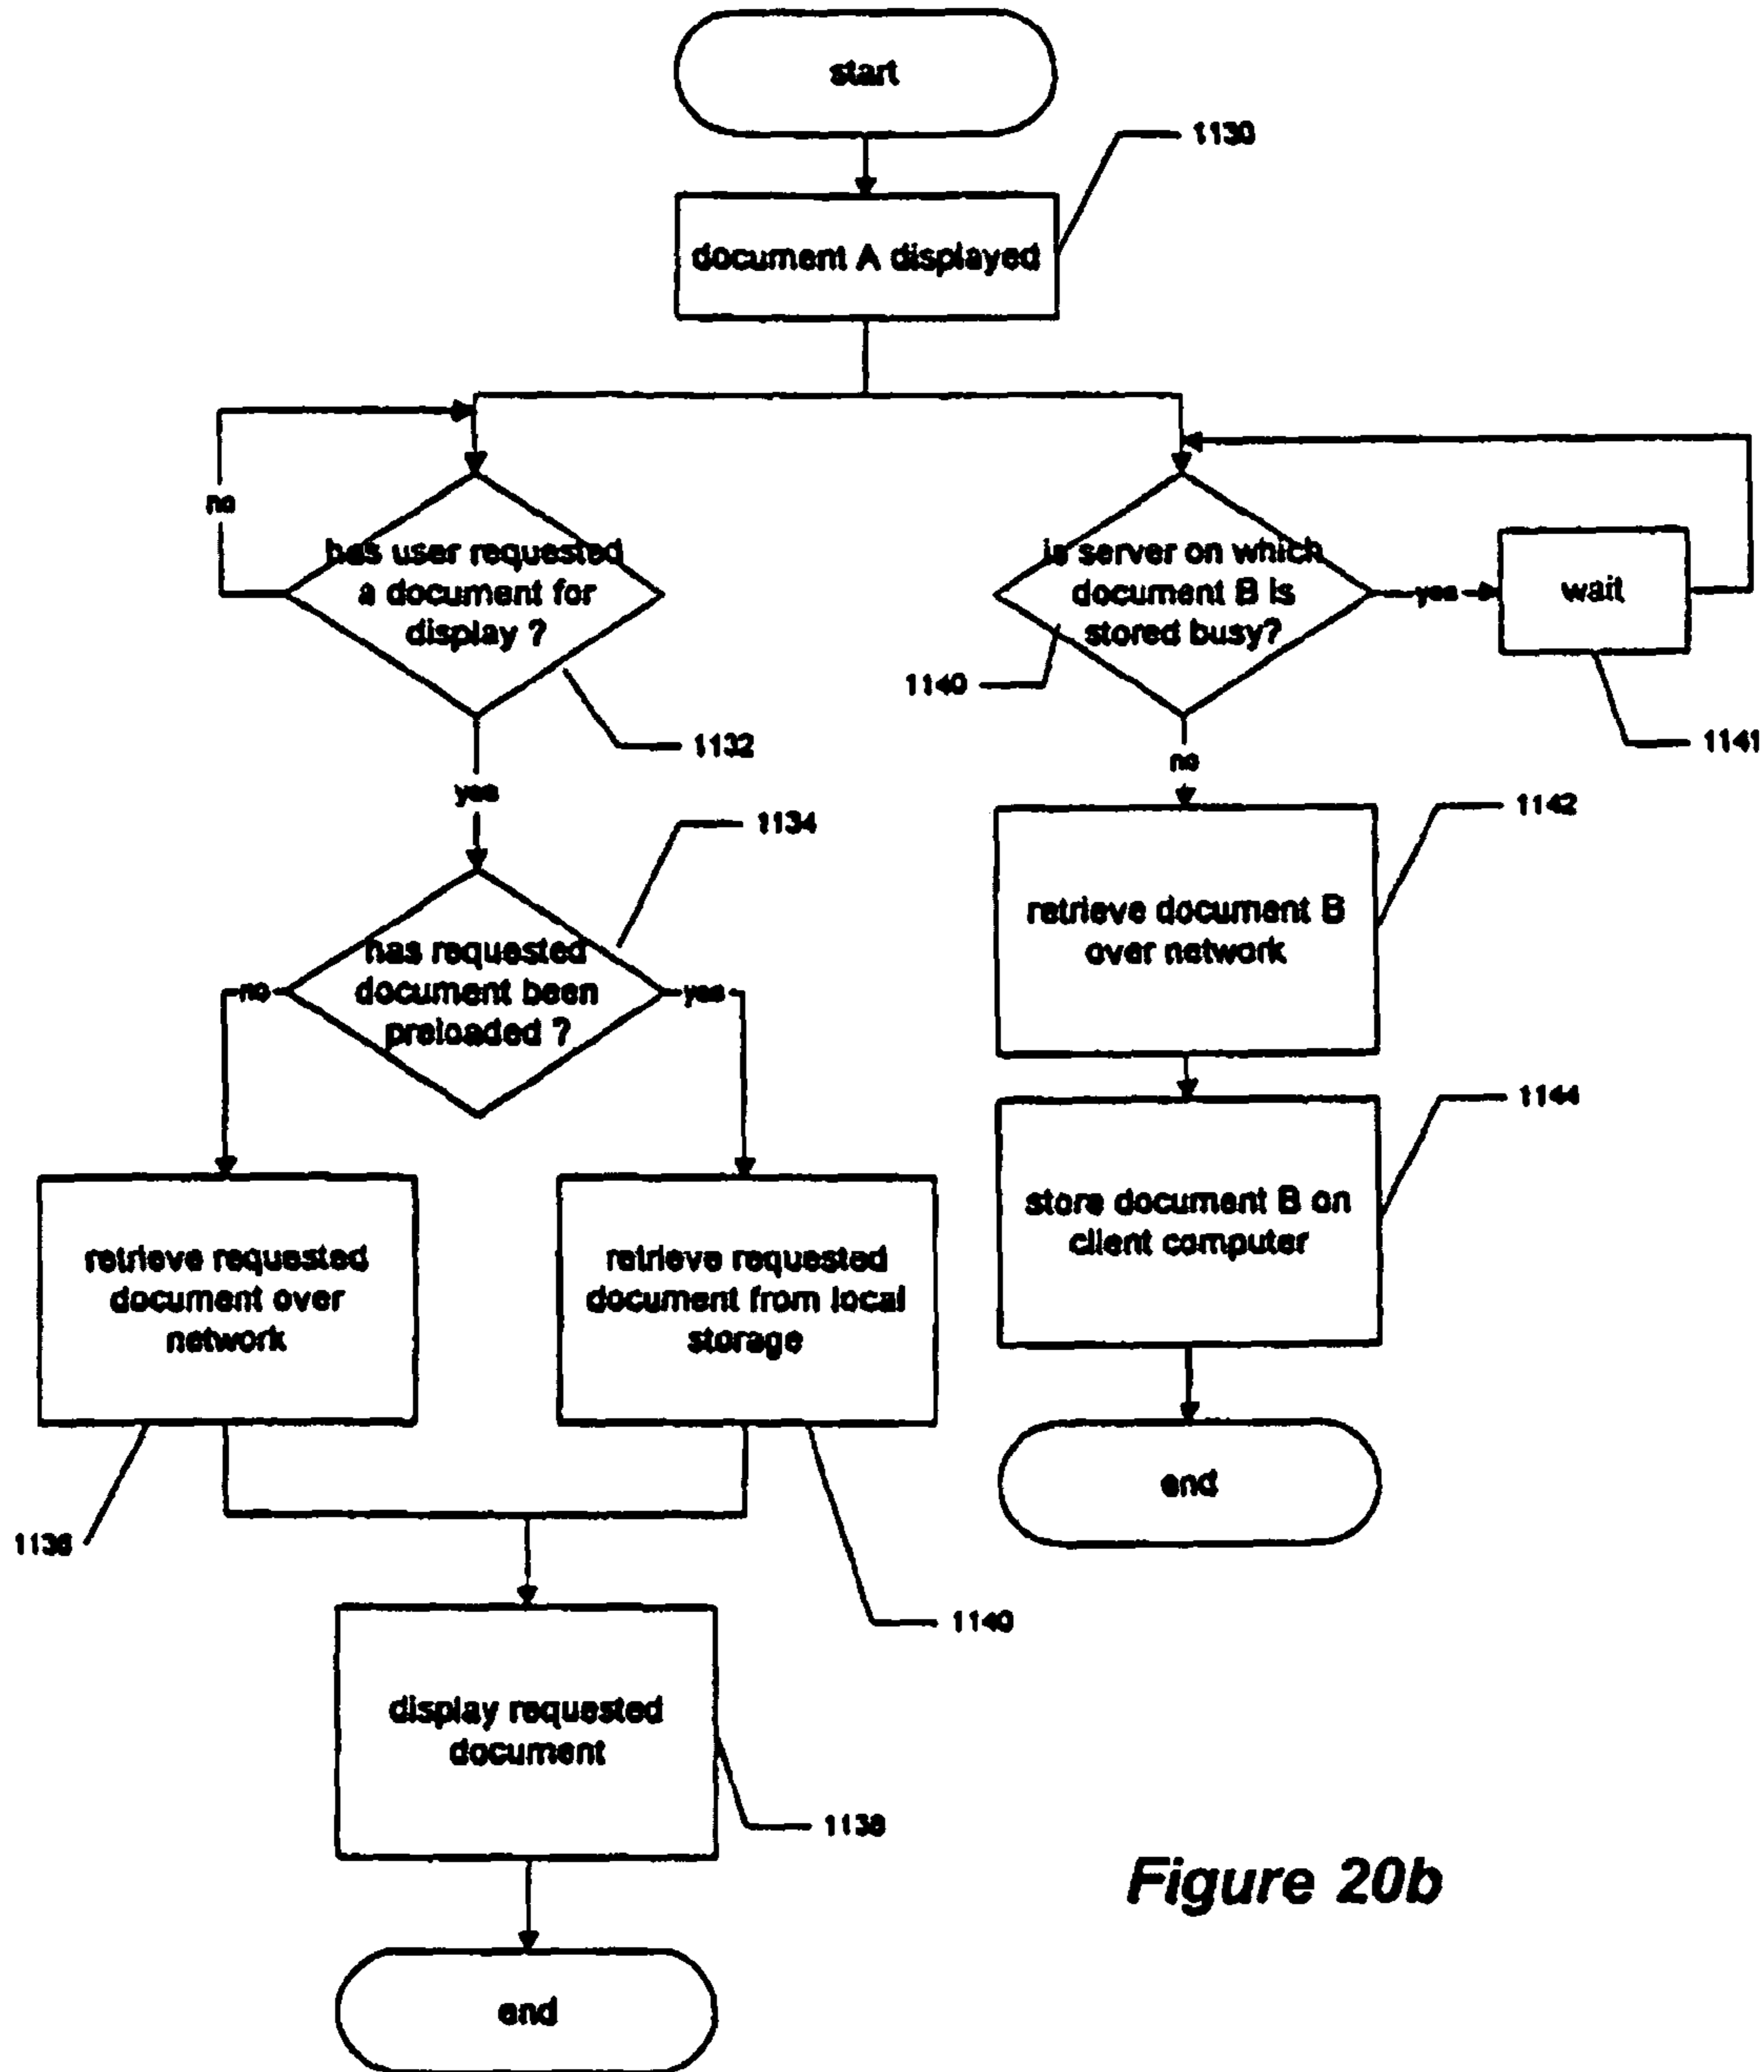 start
1130
document A displayed
no
has user requested
a document for
display ?
1132
yes
1134
has requested
document been
preloaded ?
no
yes
retrieve requested
document over
network
1136
retrieve requested
document from local
storage
1140
display requested
document
1138
end
is server on which
document B is
stored busy?
1140
yes
wait
1141
no
1142
retrieve document B
over network
1144
store document B on
client computer
end
Figure 20b